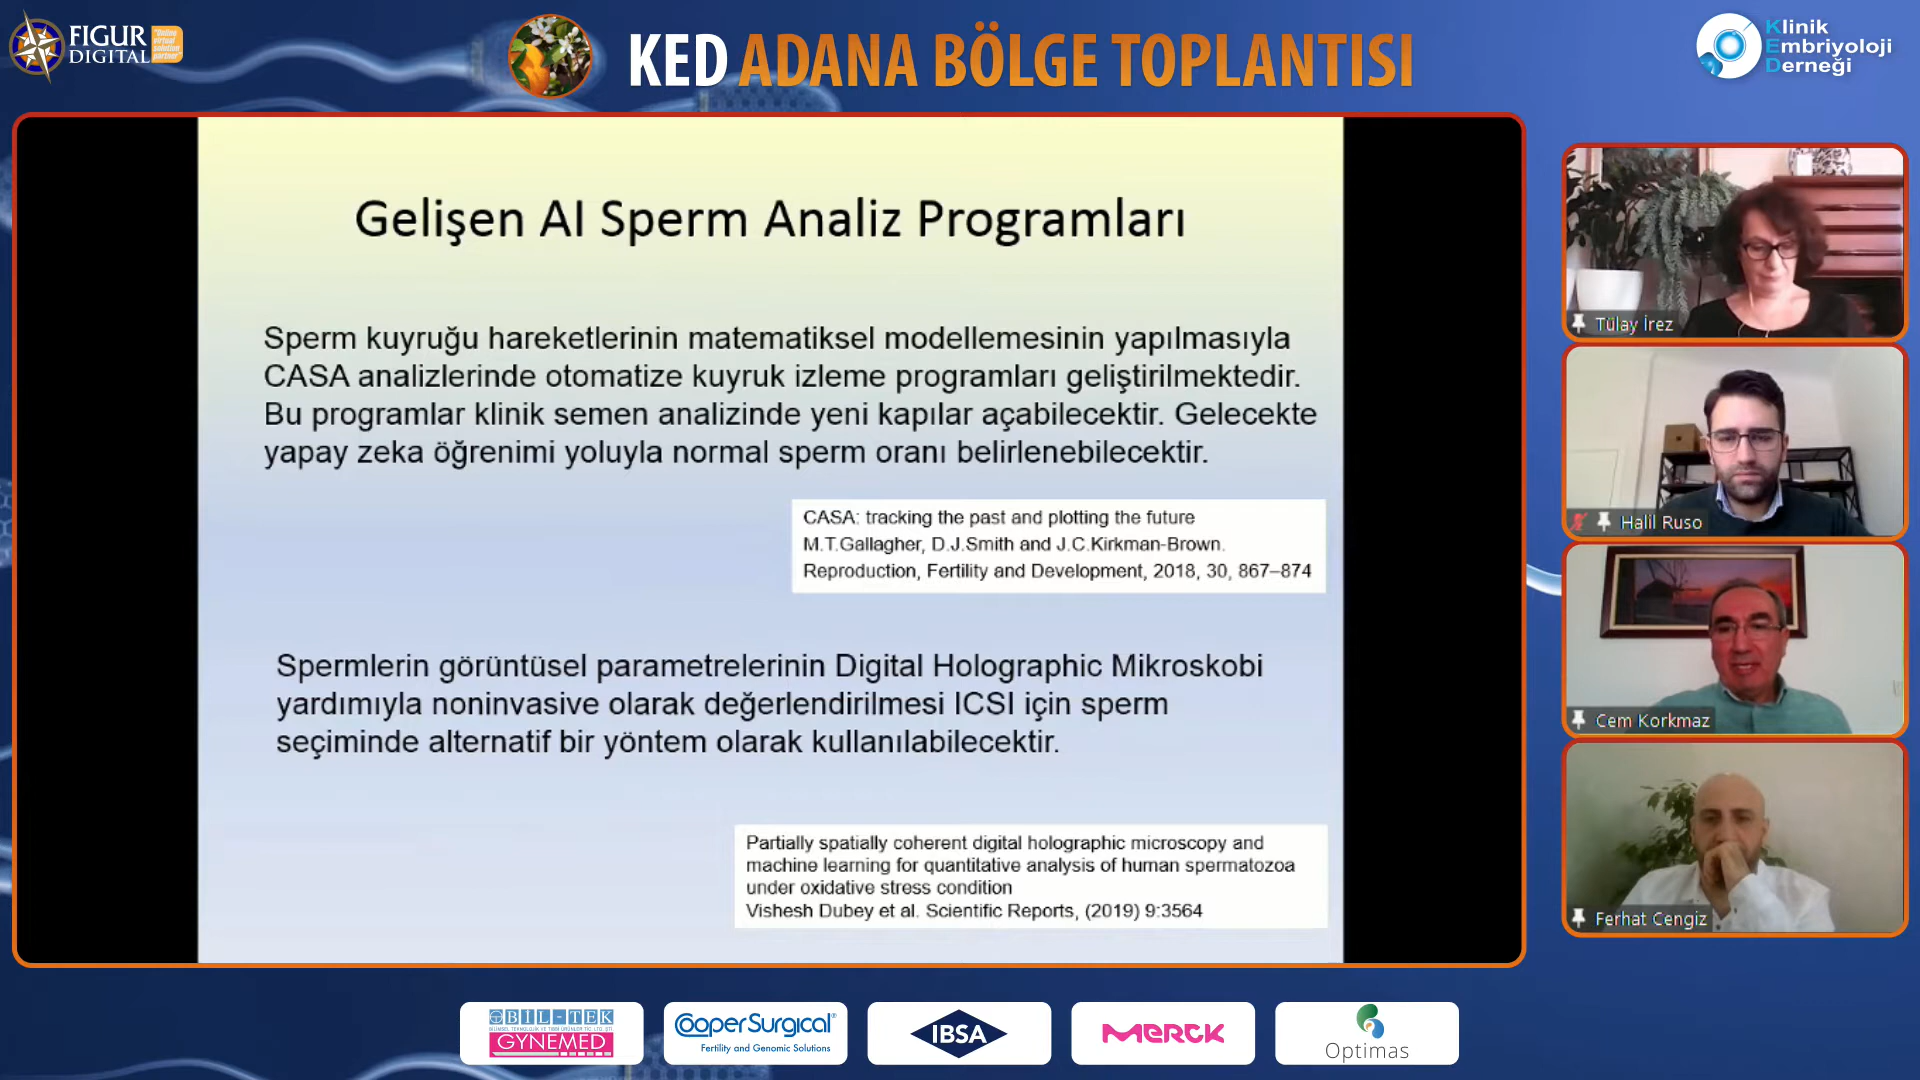 FIGUR
DIGITAL
"Online
virtual
solution
partner"
KED ADANA BÖLGE TOPLANTISI
Klinik
Embriyoloji
Derneği
Gelişen AI Sperm Analiz Programları
Sperm kuyruğu hareketlerinin matematiksel modellemesinin yapılmasıyla
CASA analizlerinde otomatize kuyruk izleme programları geliştirilmektedir.
Bu programlar klinik semen analizinde yeni kapılar açabilecektir. Gelecekte
yapay zeka öğrenimi yoluyla normal sperm oranı belirlenebilecektir.
CASA: tracking the past and plotting the future
M.T.Gallagher, D.J.Smith and J.C.Kirkman-Brown.
Reproduction, Fertility and Development, 2018, 30, 867–874
Spermlerin görüntüsel parametrelerinin Digital Holographic Mikroskobi
yardımıyla noninvasive olarak değerlendirilmesi ICSI için sperm
seçiminde alternatif bir yöntem olarak kullanılabilecektir.
Partially spatially coherent digital holographic microscopy and
machine learning for quantitative analysis of human spermatozoa
under oxidative stress condition
Vishesh Dubey et al. Scientific Reports, (2019) 9:3564
Tülay İrez
Halil Ruso
Cem Korkmaz
Ferhat Cengiz
BİL-TEK
GYNEMED
CooperSurgical®
Fertility and Genomic Solutions
IBSA
MERCK
Optimas